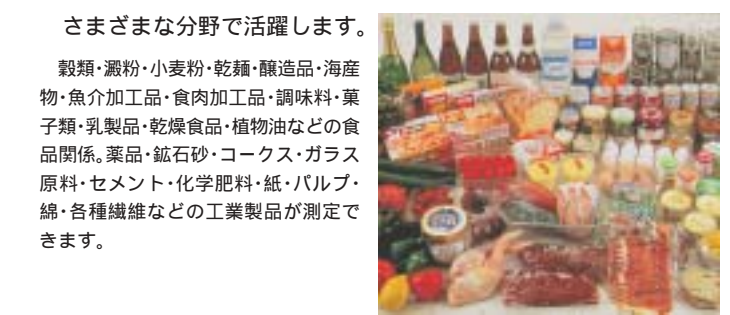 さまざまな分野で活躍します。
穀類・澱粉・小麦粉・乾麺・醸造品・海産
物・魚介加工品・食肉加工品・調味料・菓
子類・乳製品・乾燥食品・植物油などの食
品関係。薬品・鉱石砂・コークス・ガラス
原料・セメント・化学肥料・紙・パルプ・
綿・各種繊維などの工業製品が測定で
きます。